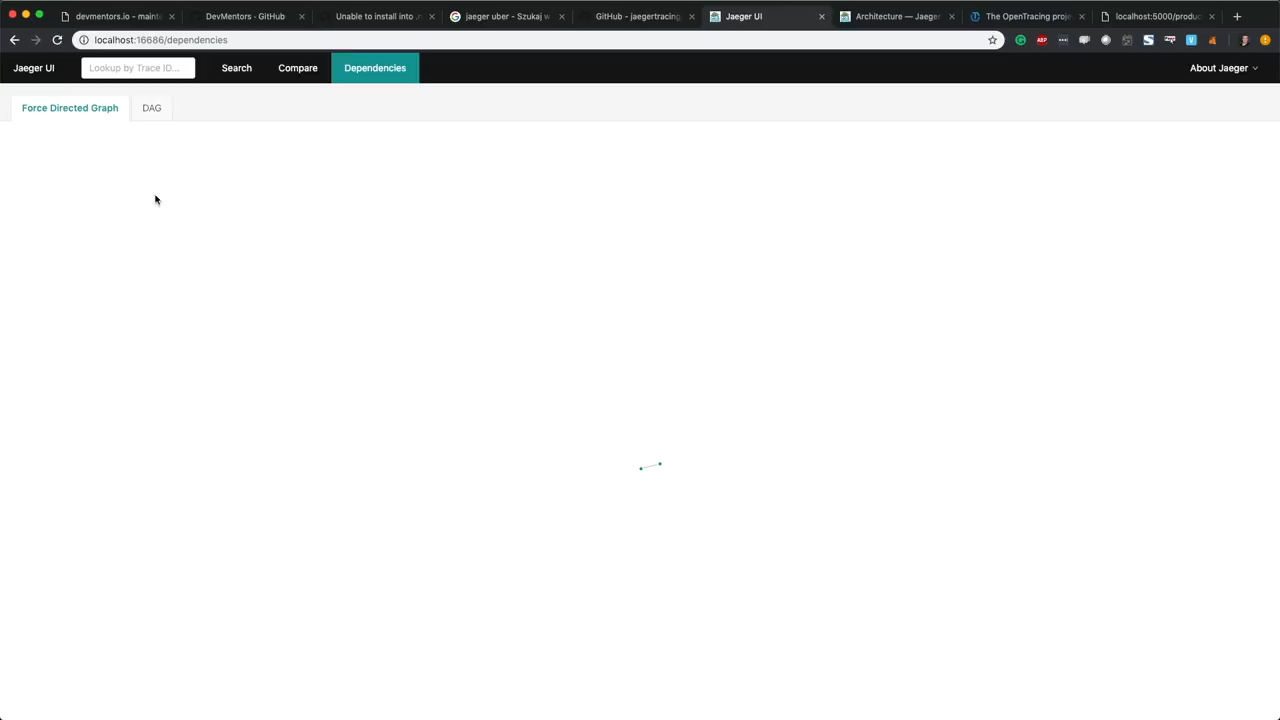 devmentors.io - maint
DevMentors · GitHub
Unable to install into .n
jaeger uber - Szukaj w
GitHub - jaegertracing
Jaeger UI
Architecture — Jaeger
The OpenTracing proje
localhost:5000/produc
localhost:16686/dependencies
Jaeger UI
Lookup by Trace ID...
Search
Compare
Dependencies
About Jaeger
Force Directed Graph
DAG